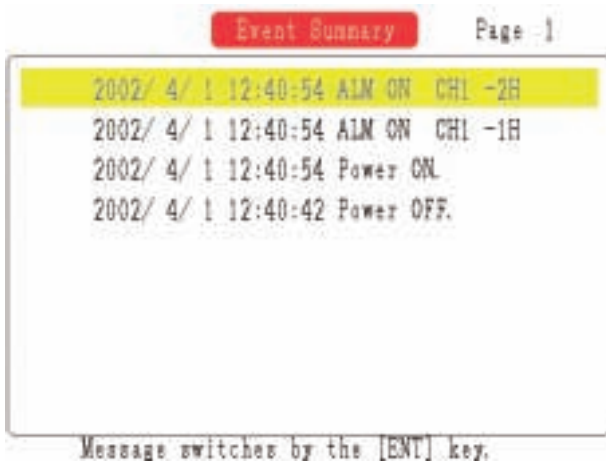 Event Summary Page 1
2002/ 4/ 1 12:40:54 ALM ON CH1 -2H
2002/ 4/ 1 12:40:54 ALM ON CH1 -1H
2002/ 4/ 1 12:40:54 Power ON.
2002/ 4/ 1 12:40:42 Power OFF.
Message switches by the [ENT] key.